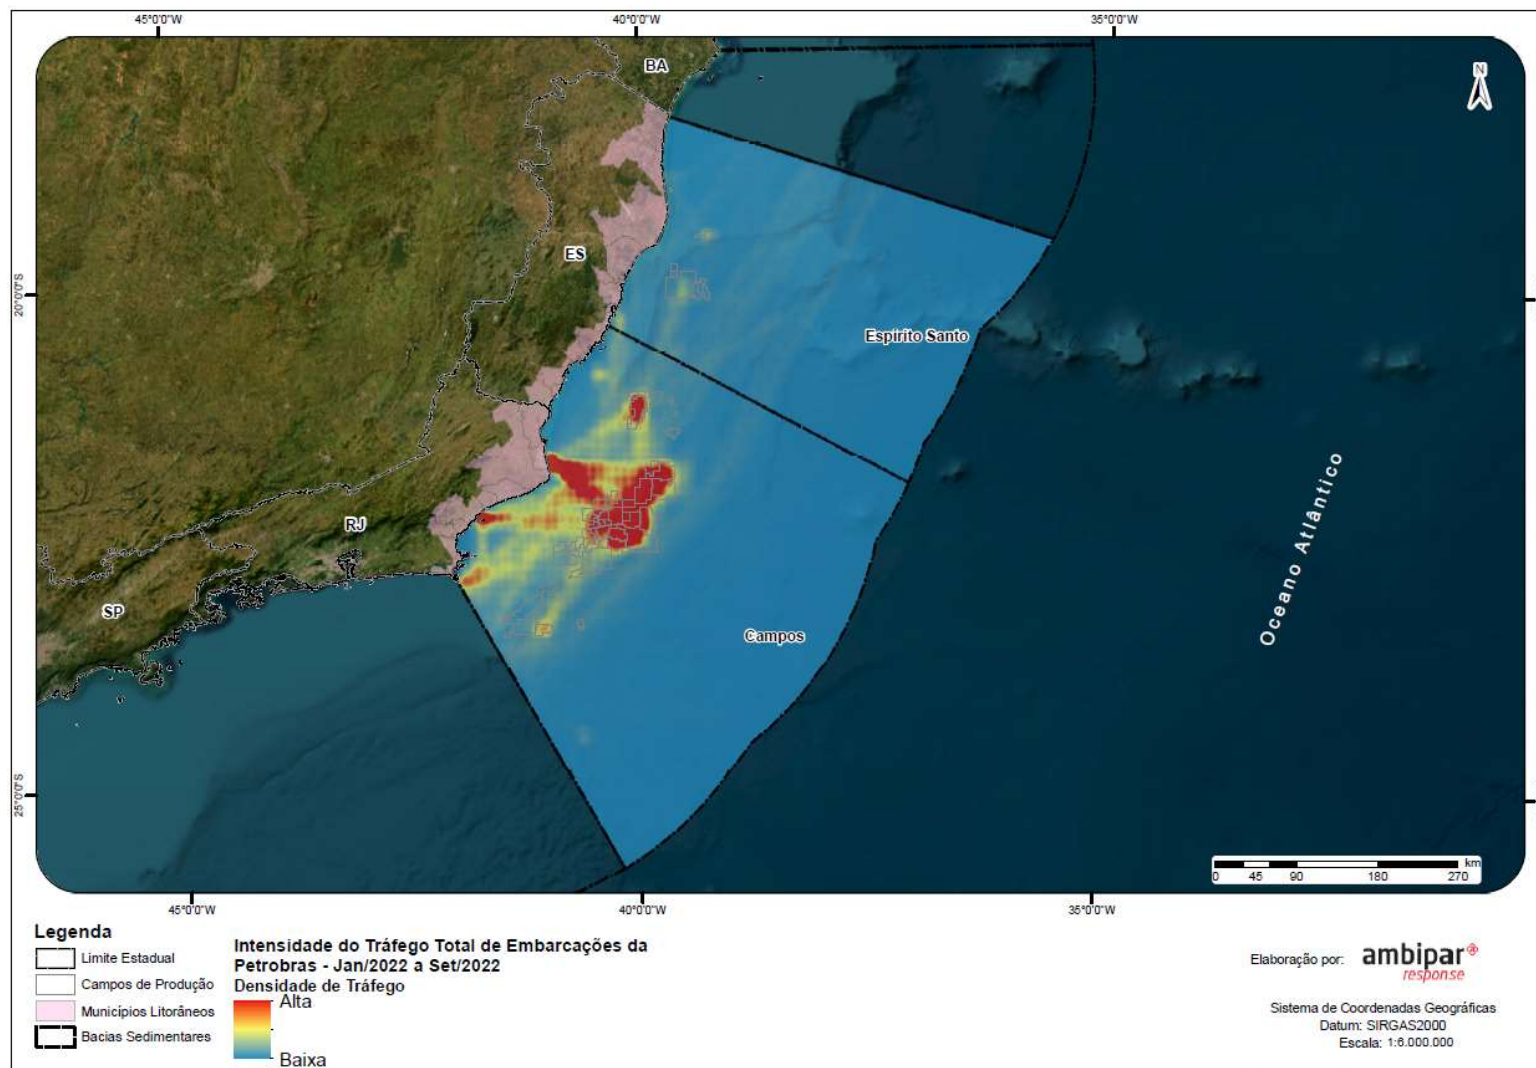 45°0'0"W
40°0'0"W
35°0'0"W
BA
N
ES
20°0'0"S
Espírito Santo
Oceano Atlântico
RJ
SP
Campos
25°0'0"S
km
0 45 90 180 270
45°0'0"W
40°0'0"W
35°0'0"W
Legenda
Limite Estadual
Campos de Produção
Municípios Litorâneos
Bacias Sedimentares
Intensidade do Tráfego Total de Embarcações da
Petrobras - Jan/2022 a Set/2022
Densidade de Tráfego
Alta
Baixa
Elaboração por:
ambipar
response
Sistema de Coordenadas Geográficas
Datum: SIRGAS2000
Escala: 1:6.000.000